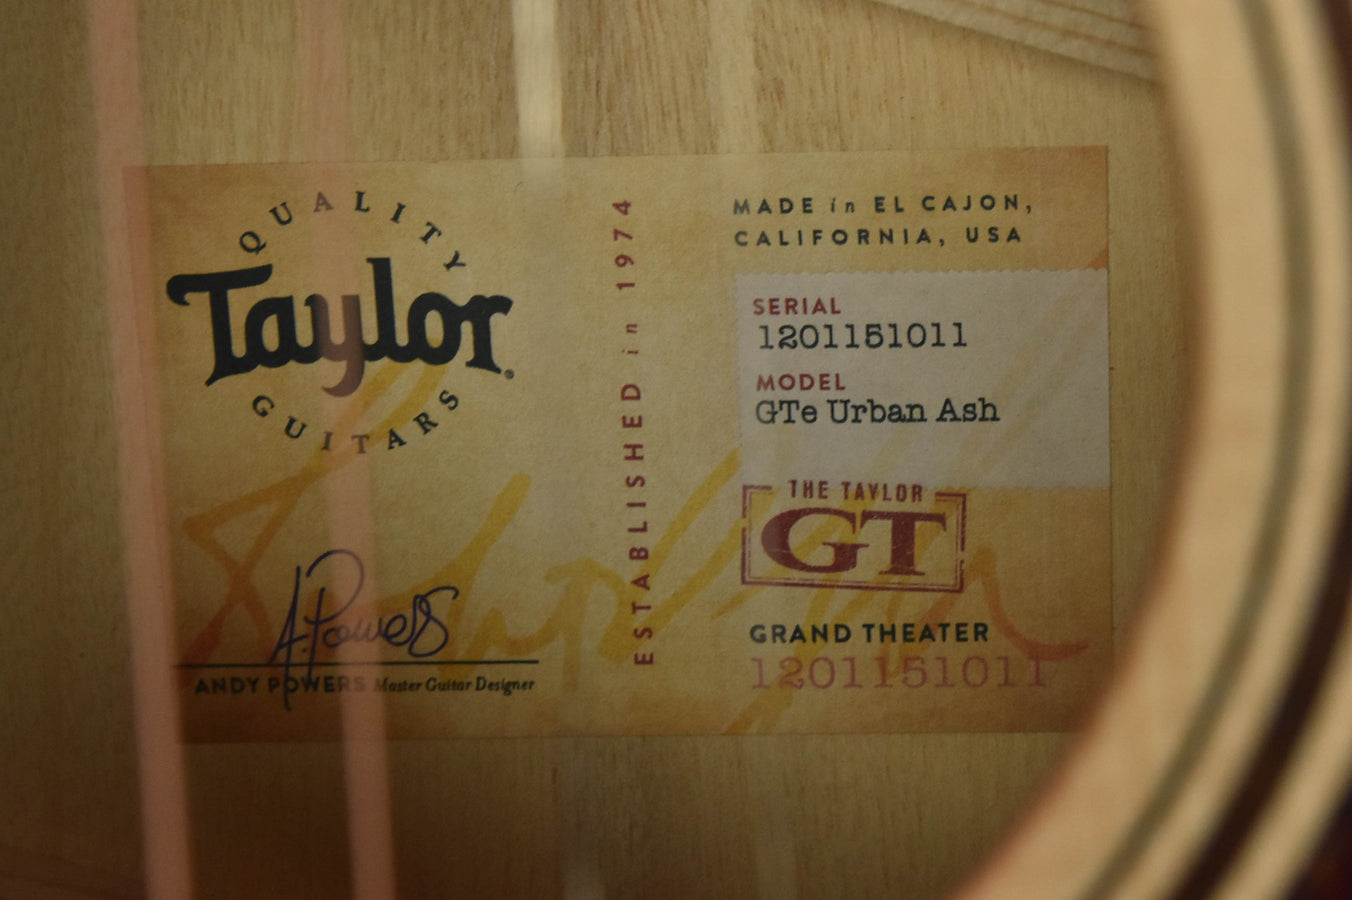 QUALITY
Taylor
GUITARS
A. Powers
ANDY POWERS Master Guitar Designer
ESTABLISHED in 1974
MADE in EL CAJON,
CALIFORNIA, USA
SERIAL
1201151011
MODEL
GTe Urban Ash
THE TAYLOR
GT
GRAND THEATER
1201151011